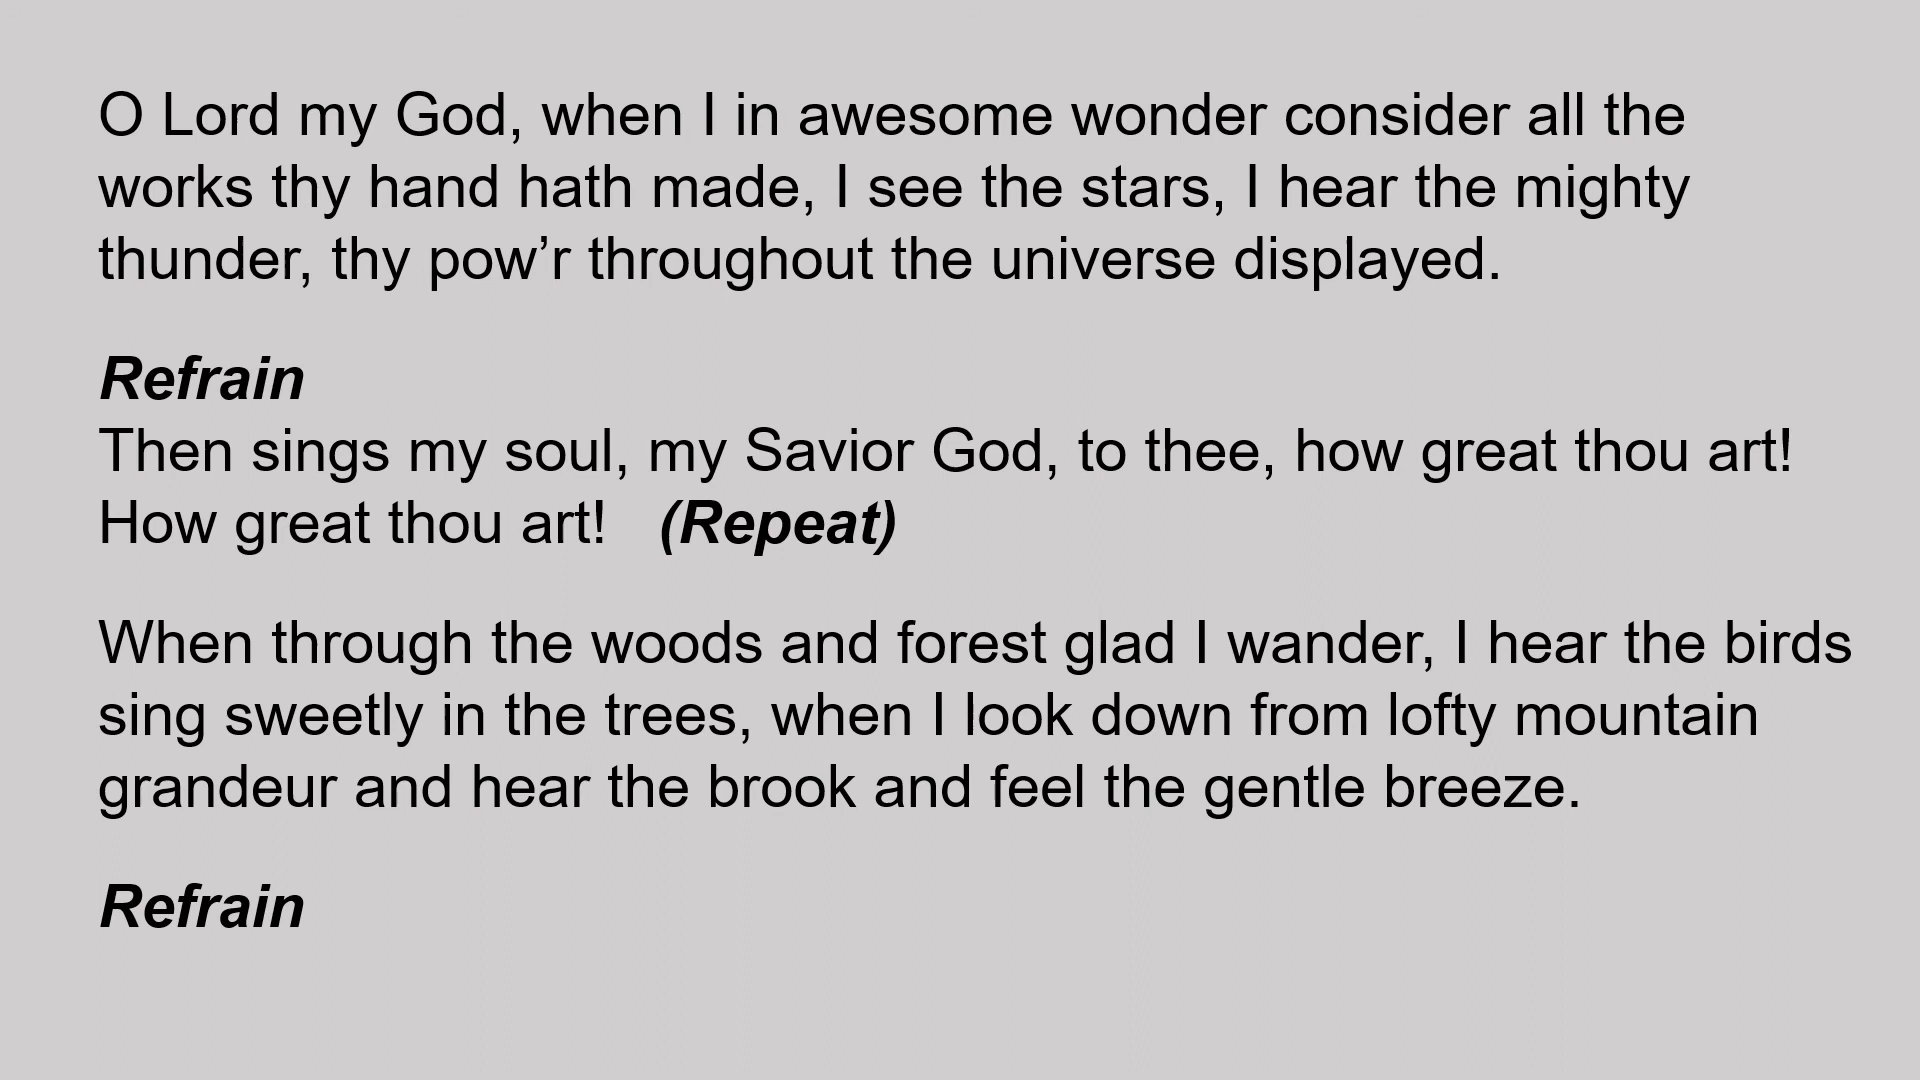 O Lord my God, when I in awesome wonder consider all the
works thy hand hath made, I see the stars, I hear the mighty
thunder, thy pow’r throughout the universe displayed.
Refrain
Then sings my soul, my Savior God, to thee, how great thou art!
How great thou art! (Repeat)
When through the woods and forest glad I wander, I hear the birds
sing sweetly in the trees, when I look down from lofty mountain
grandeur and hear the brook and feel the gentle breeze.
Refrain